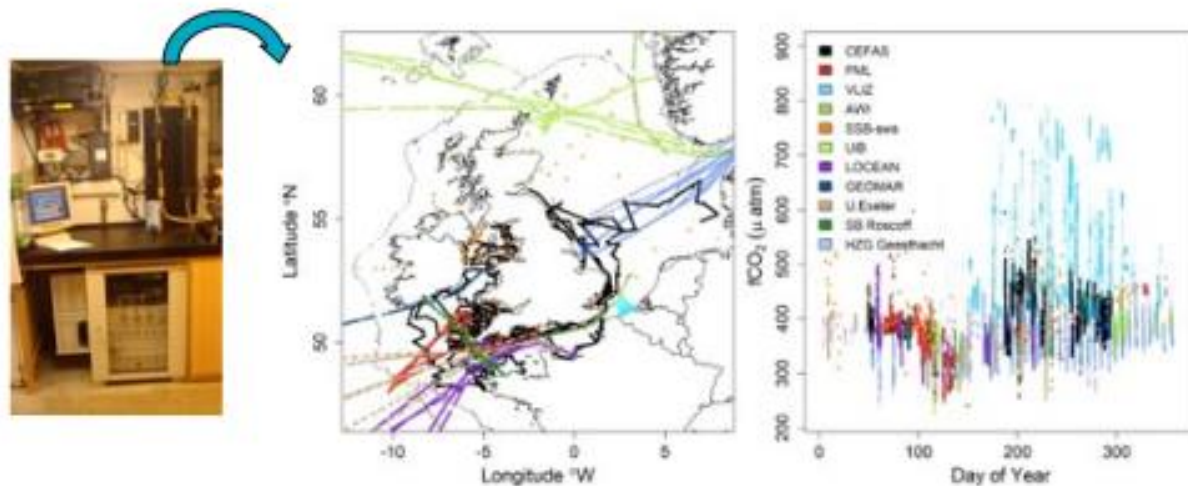 60
55
50
Latitude °N
-10
-5
0
5
Longitude °W
900
800
700
600
500
400
300
200
fCO₂ (µ atm)
CEFAS
PML
VLIZ
AWI
SSB-sws
UiB
LOCEAN
GEOMAR
U.Exeter
SB Roscoff
HZG Geesthacht
0
100
200
300
Day of Year